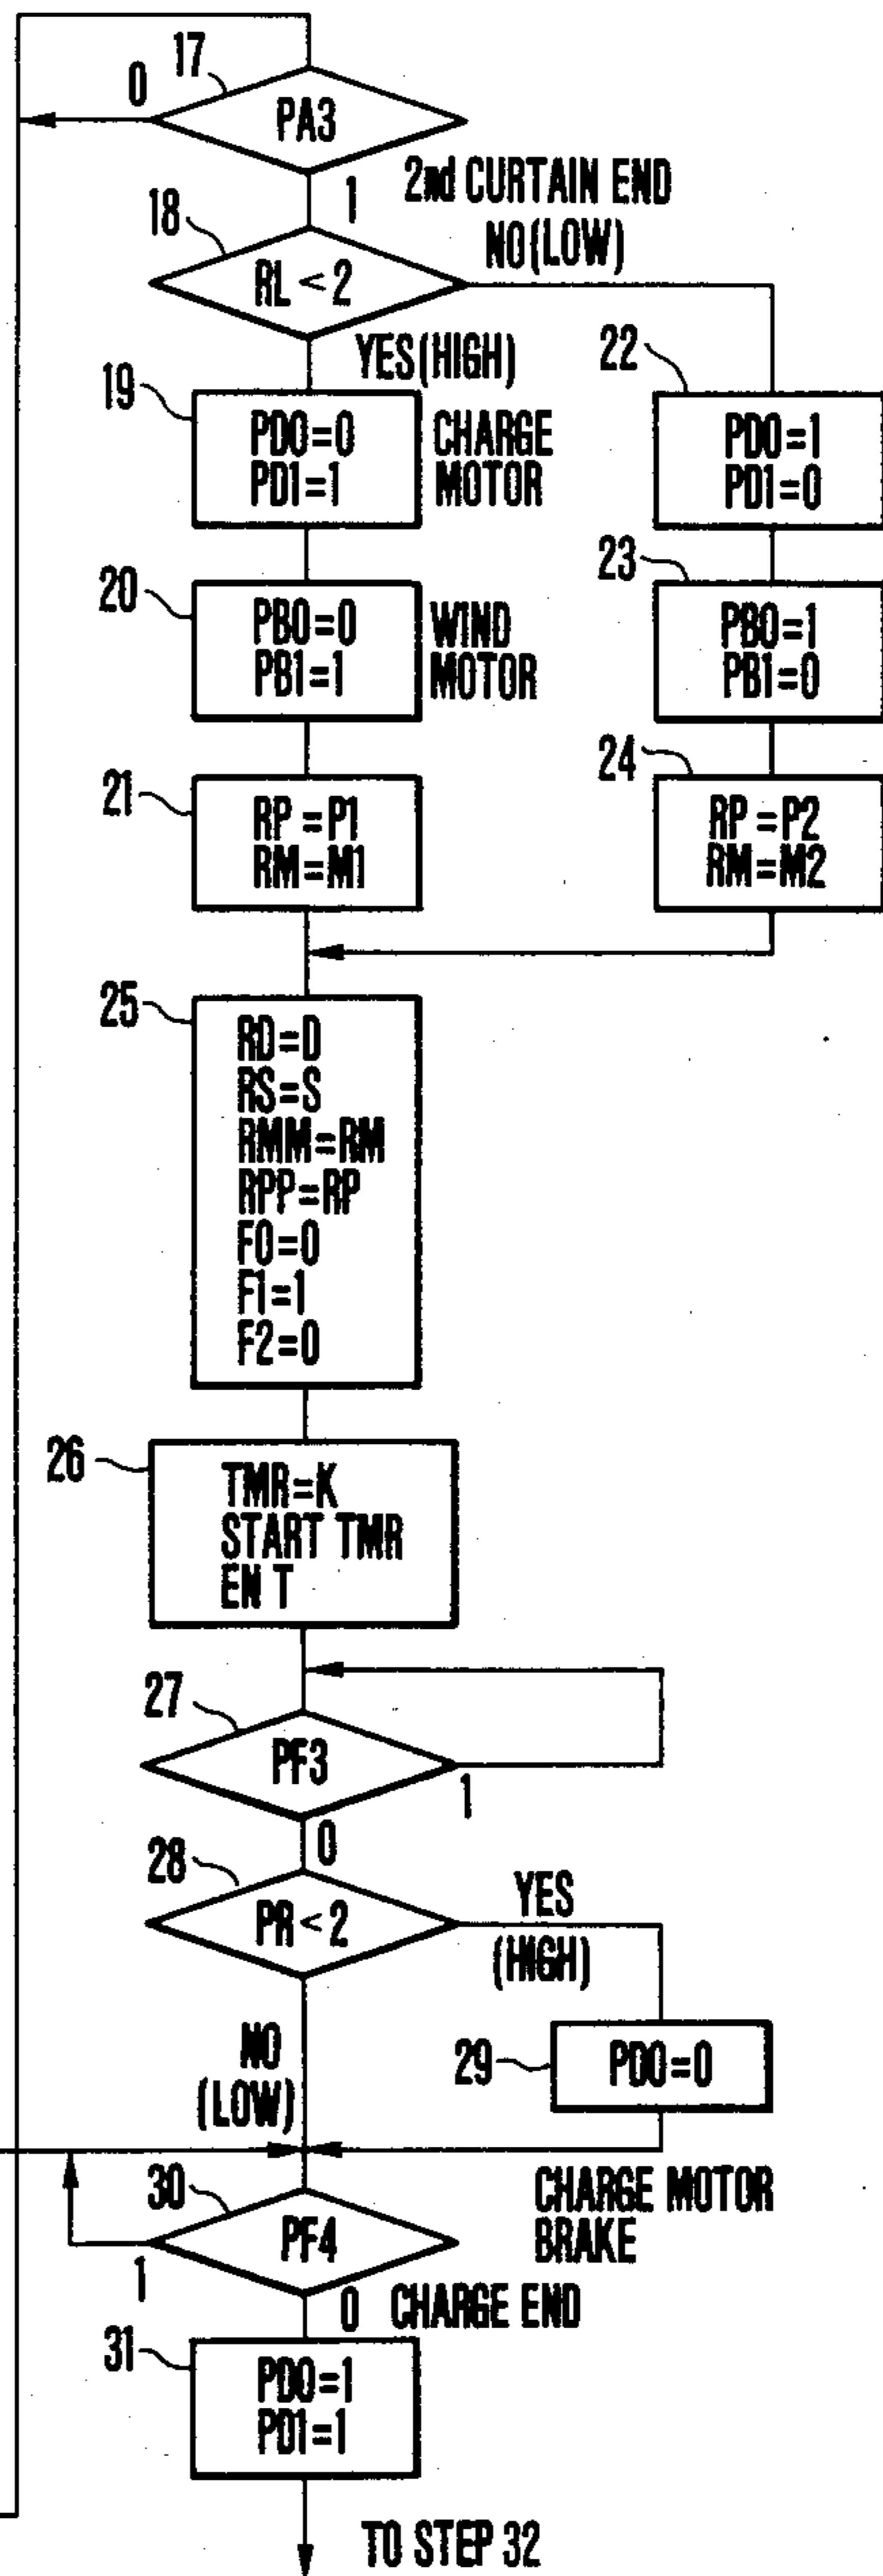 17
0
PA3
1
2nd CURTAIN END
18
RL < 2
NO(LOW)
YES(HIGH)
19
PD0=0
PD1=1
CHARGE
MOTOR
22
PD0=1
PD1=0
20
PB0=0
PB1=1
WIND
MOTOR
23
PB0=1
PB1=0
21
RP = P1
RM=M1
24
RP = P2
RM=M2
25
RD=D
RS=S
RMM=RM
RPP=RP
F0=0
F1=1
F2=0
26
TMR=K
START TMR
EN T
27
PF3
1
0
28
PR < 2
YES
(HIGH)
NO
(LOW)
29
PD0=0
CHARGE MOTOR
BRAKE
30
PF4
1
0 CHARGE END
31
PD0=1
PD1=1
TO STEP 32